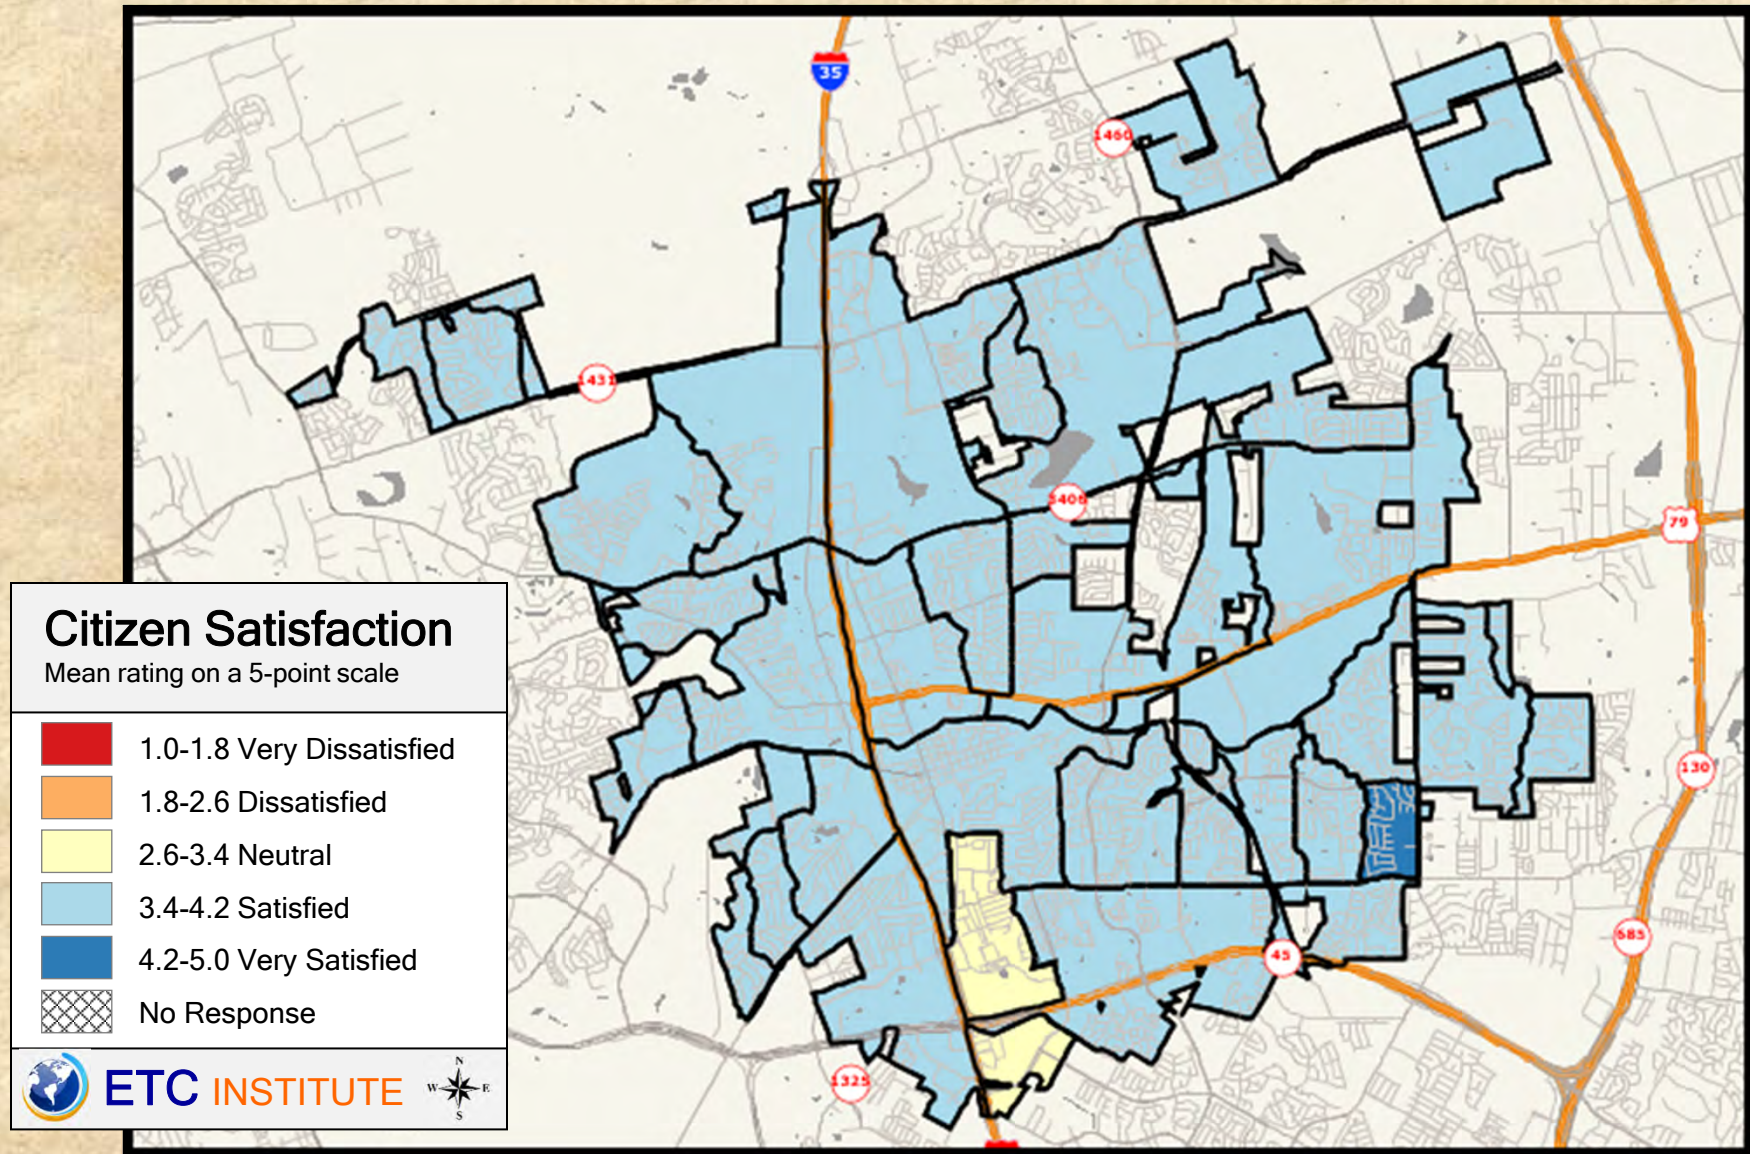 35
1460
1431
3406
79
130
685
45
1325
Citizen Satisfaction
Mean rating on a 5-point scale
1.0-1.8 Very Dissatisfied
1.8-2.6 Dissatisfied
2.6-3.4 Neutral
3.4-4.2 Satisfied
4.2-5.0 Very Satisfied
No Response
ETC INSTITUTE
N
W E
S